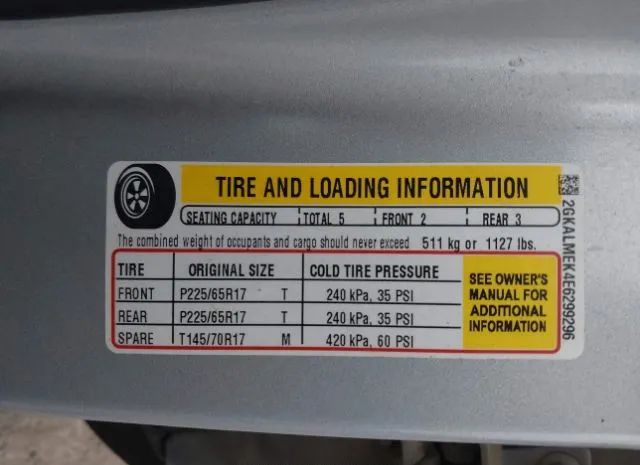 TIRE AND LOADING INFORMATION
SEATING CAPACITY TOTAL 5 FRONT 2 REAR 3
The combined weight of occupants and cargo should never exceed 511 kg or 1127 lbs.
TIRE ORIGINAL SIZE COLD TIRE PRESSURE
FRONT P225/65R17 T 240 kPa, 35 PSI
REAR P225/65R17 T 240 kPa, 35 PSI
SPARE T145/70R17 M 420 kPa, 60 PSI
SEE OWNER'S
MANUAL FOR
ADDITIONAL
INFORMATION
2GKALMEK4E6299296